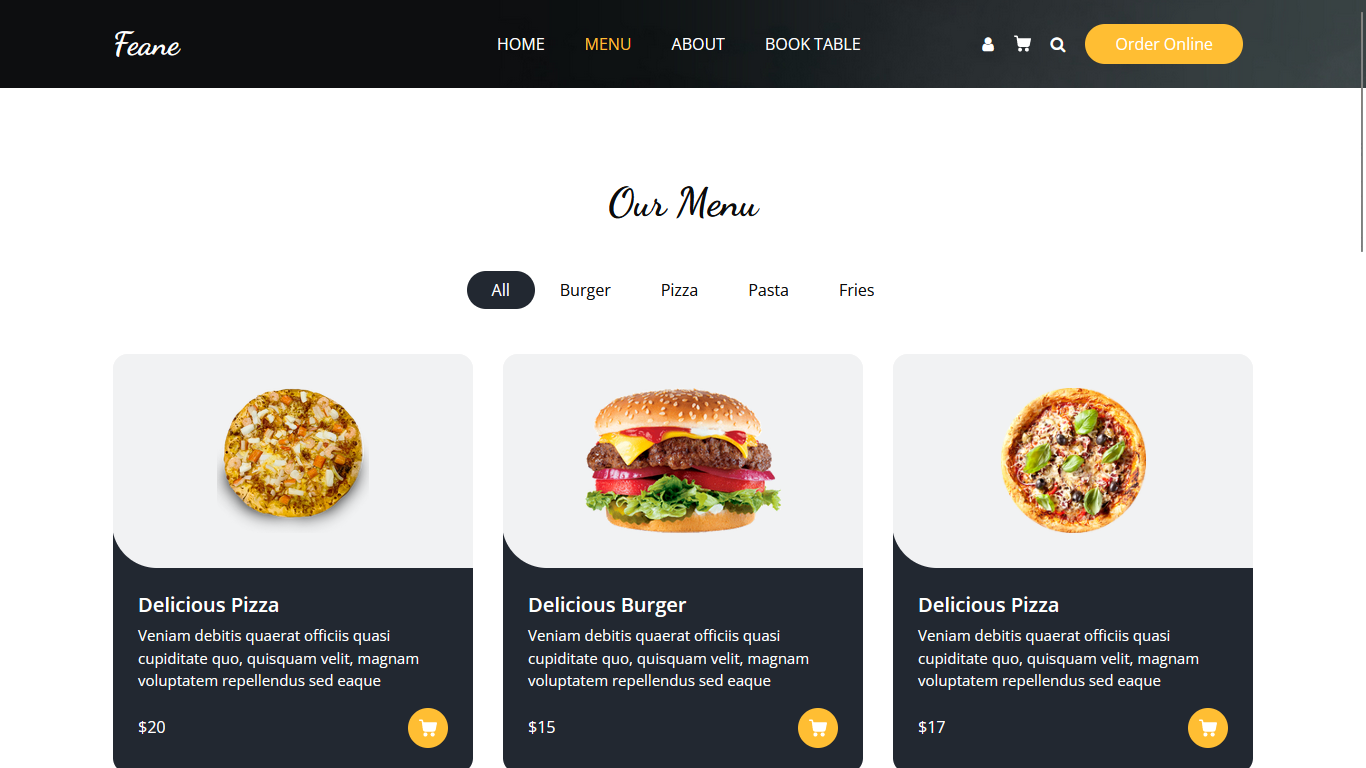 Feane
HOME
MENU
ABOUT
BOOK TABLE
Order Online
Our Menu
All
Burger
Pizza
Pasta
Fries
Delicious Pizza
Veniam debitis quaerat officiis quasi
cupiditate quo, quisquam velit, magnam
voluptatem repellendus sed eaque
$20
Delicious Burger
Veniam debitis quaerat officiis quasi
cupiditate quo, quisquam velit, magnam
voluptatem repellendus sed eaque
$15
Delicious Pizza
Veniam debitis quaerat officiis quasi
cupiditate quo, quisquam velit, magnam
voluptatem repellendus sed eaque
$17